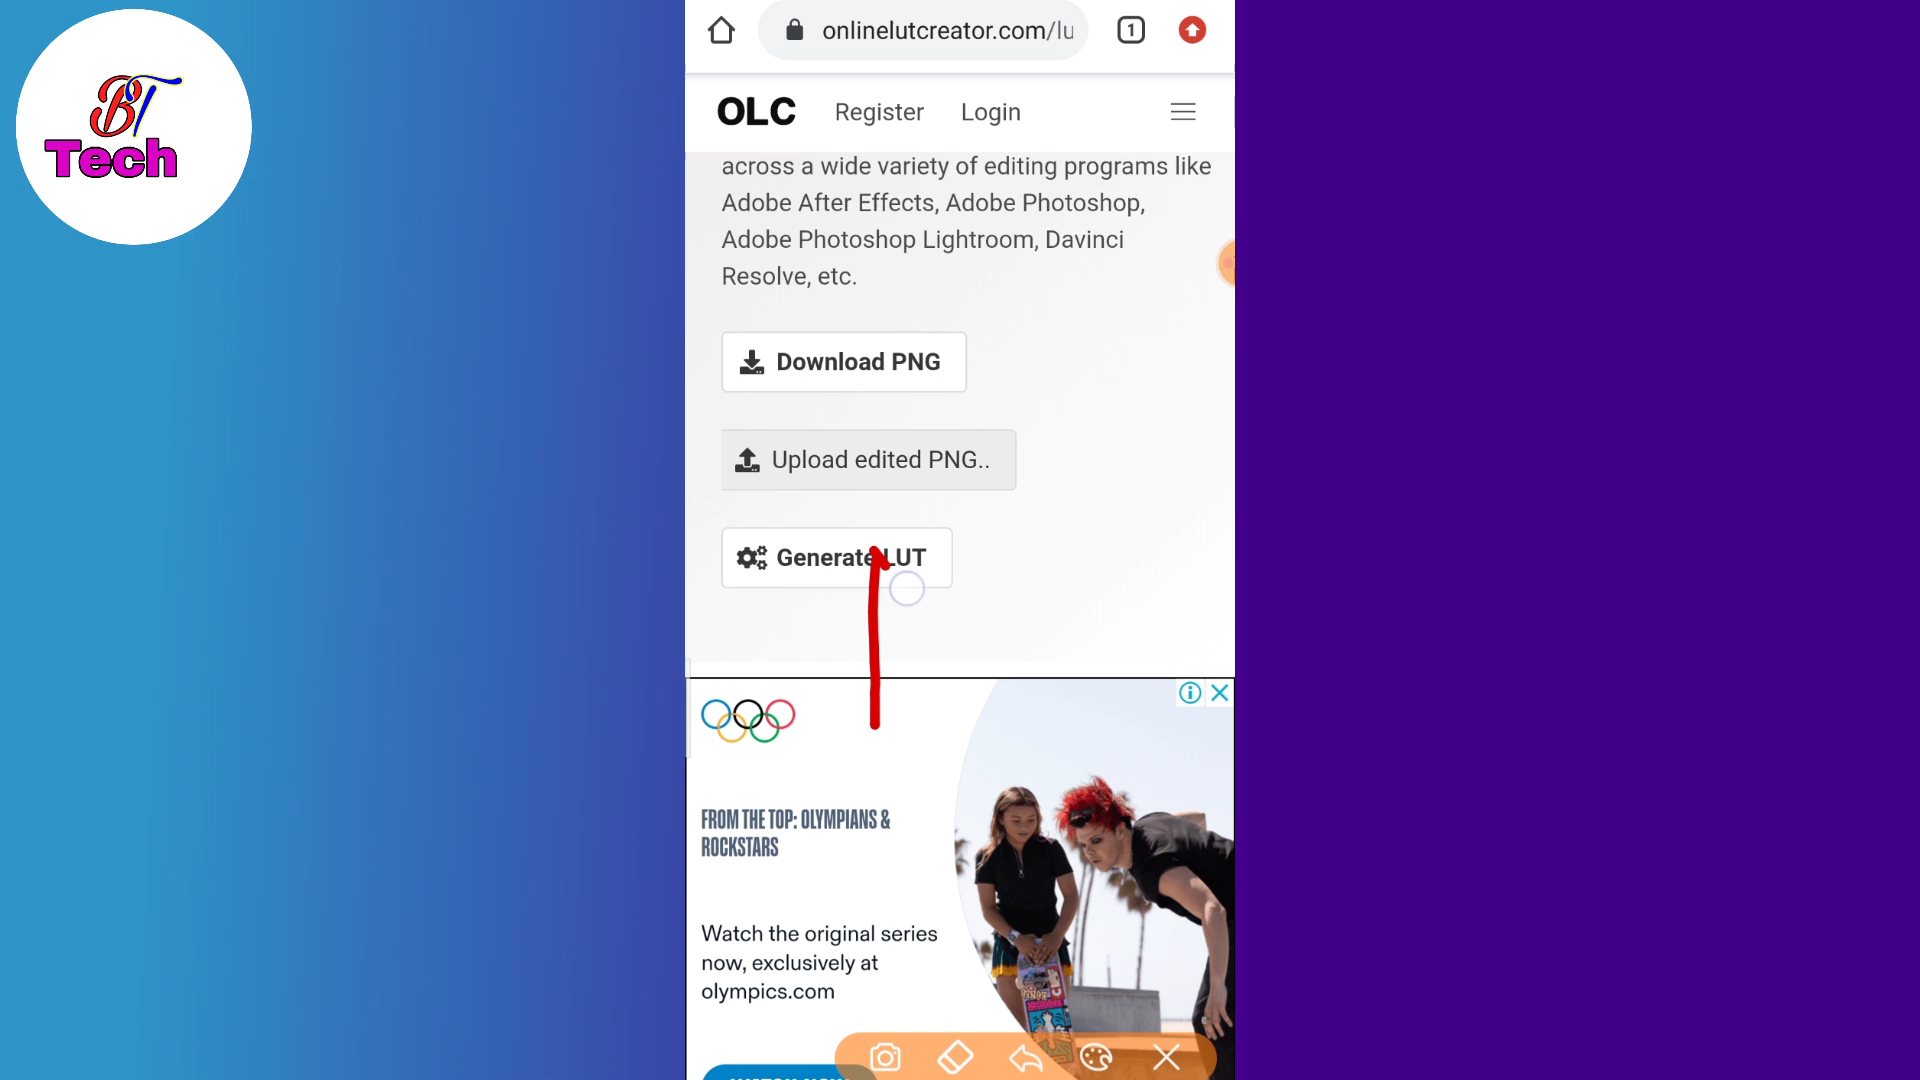 BT
Tech
onlinelutcreator.com/lu
1
OLC Register Login
across a wide variety of editing programs like
Adobe After Effects, Adobe Photoshop,
Adobe Photoshop Lightroom, Davinci
Resolve, etc.
Download PNG
Upload edited PNG..
Generate LUT
FROM THE TOP: OLYMPIANS &
ROCKSTARS
Watch the original series
now, exclusively at
olympics.com